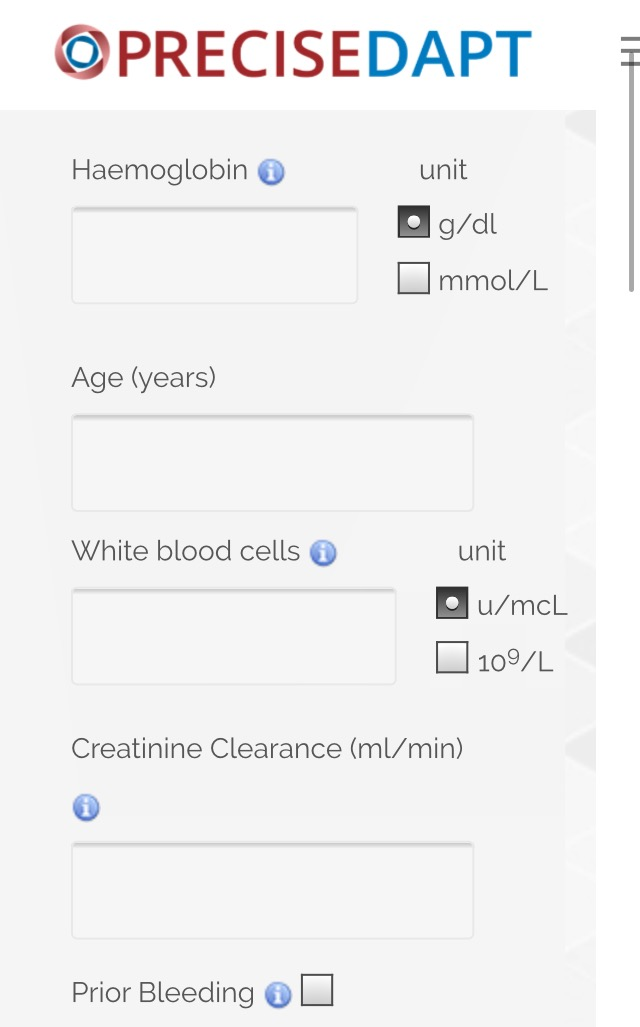 PRECISEDAPT
Haemoglobin unit
g/dl
mmol/L
Age (years)
White blood cells unit
u/mcL
10⁹/L
Creatinine Clearance (ml/min)
Prior Bleeding